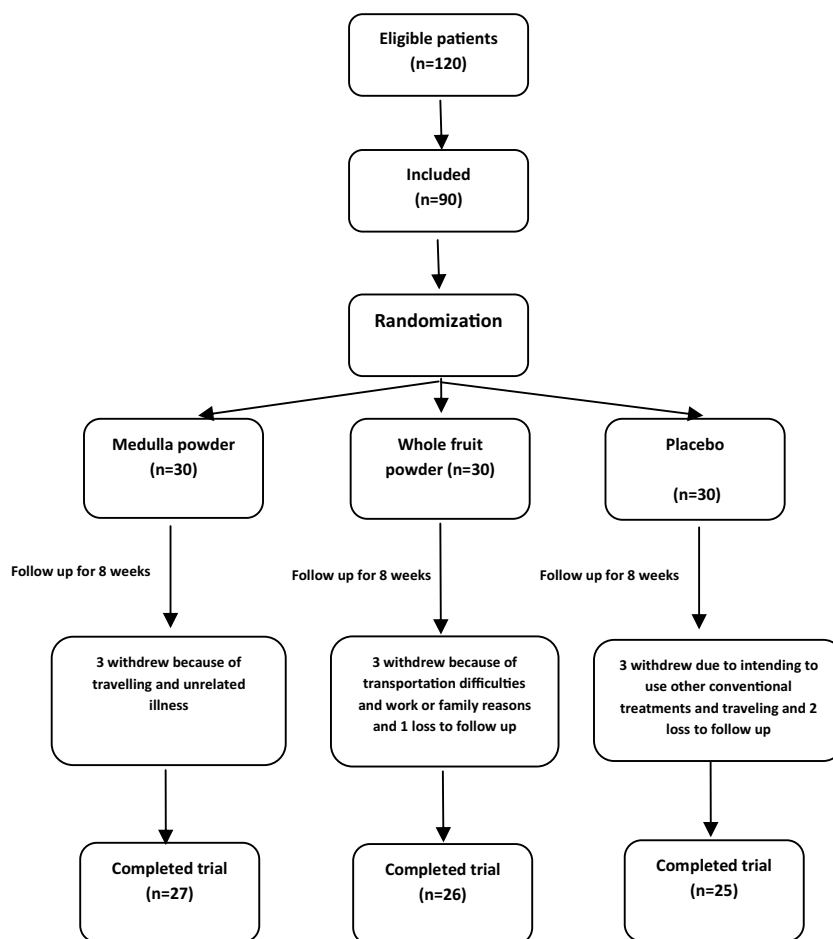 Eligible patients
(n=120)
Included
(n=90)
Randomization
Medulla powder
(n=30)
Whole fruit
powder (n=30)
Placebo
(n=30)
Follow up for 8 weeks
Follow up for 8 weeks
Follow up for 8 weeks
3 withdrew because of
travelling and unrelated
illness
3 withdrew because of
transportation difficulties
and work or family reasons
and 1 loss to follow up
3 withdrew due to intending to
use other conventional
treatments and traveling and 2
loss to follow up
Completed trial
(n=27)
Completed trial
(n=26)
Completed trial
(n=25)